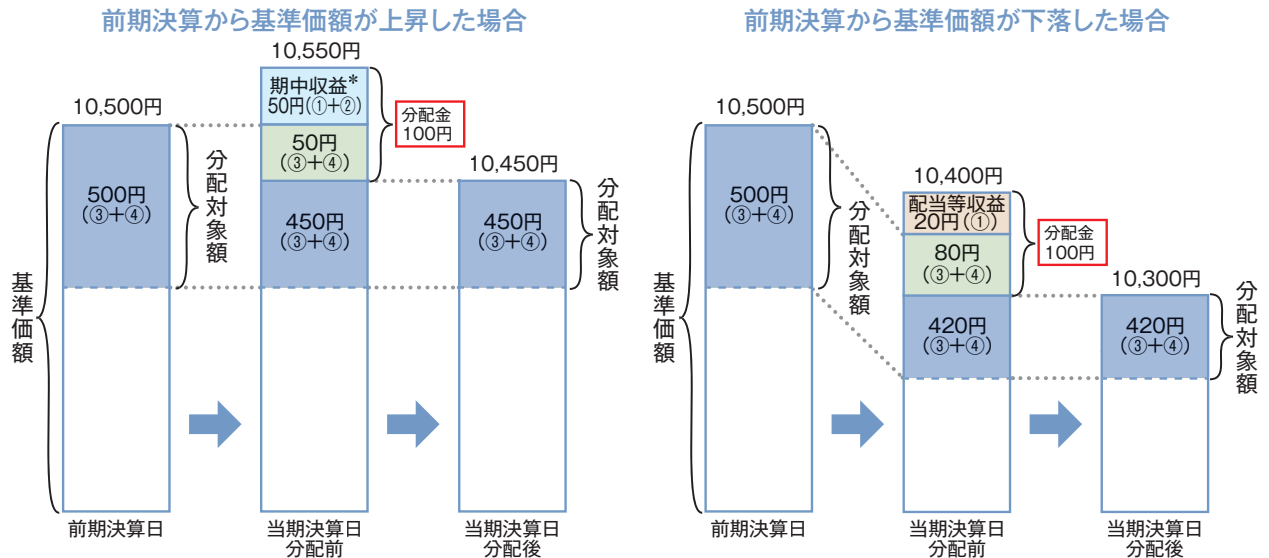 前期決算から基準価額が上昇した場合
10,500円
500円
(③+④)
分配対象額
基準価額
前期決算日
10,550円
期中収益*
50円(①+②)
50円
(③+④)
450円
(③+④)
分配金
100円
当期決算日
分配前
10,450円
450円
(③+④)
分配対象額
当期決算日
分配後
前期決算から基準価額が下落した場合
10,500円
500円
(③+④)
分配対象額
基準価額
前期決算日
10,400円
配当等収益
20円(①)
80円
(③+④)
420円
(③+④)
分配金
100円
当期決算日
分配前
10,300円
420円
(③+④)
分配対象額
当期決算日
分配後